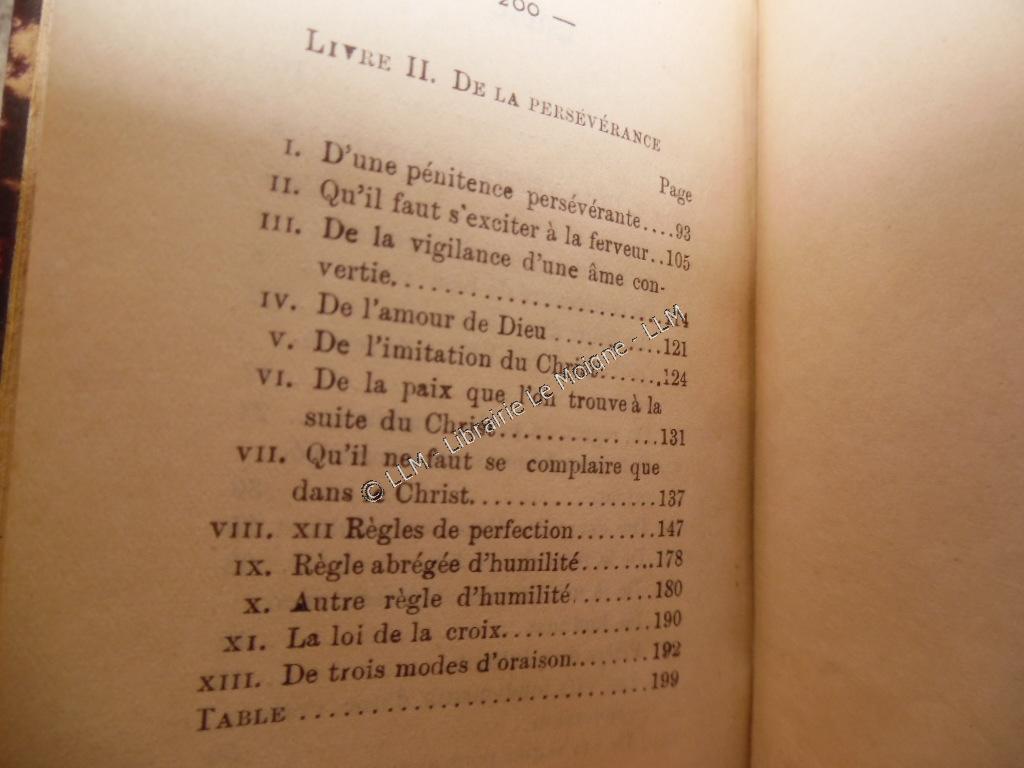 200 —
LIVRE II. DE LA PERSÉVÉRANCE
Page
I. D'une pénitence persévérante....93
II. Qu'il faut s'exciter à la ferveur..105
III. De la vigilance d'une âme con-
vertie.........................114
IV. De l'amour de Dieu ............121
V. De l'imitation du Christ.......124
VI. De la paix que l'on trouve à la
suite du Christ........... ...131
VII. Qu'il ne faut se complaire que
dans le Christ.................137
VIII. XII Règles de perfection........147
IX. Règle abrégée d'humilité........178
X. Autre règle d'humilité........180
XI. La loi de la croix..............190
XIII. De trois modes d'oraison........192
TABLE ..............................199
© LLM - Librairie Le Moigne - LLM